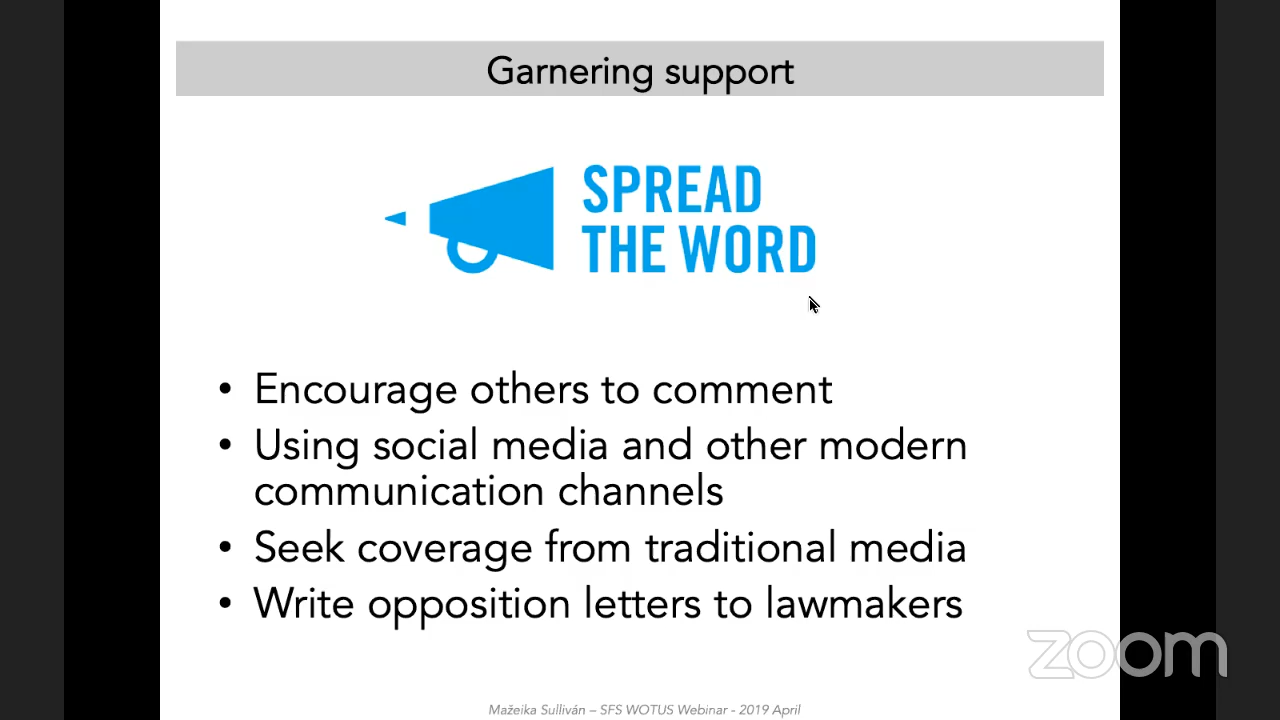 Garnering support
SPREAD
THE WORD
• Encourage others to comment
• Using social media and other modern
communication channels
• Seek coverage from traditional media
• Write opposition letters to lawmakers
zoom
Mažeika Sulliván – SFS WOTUS Webinar - 2019 April